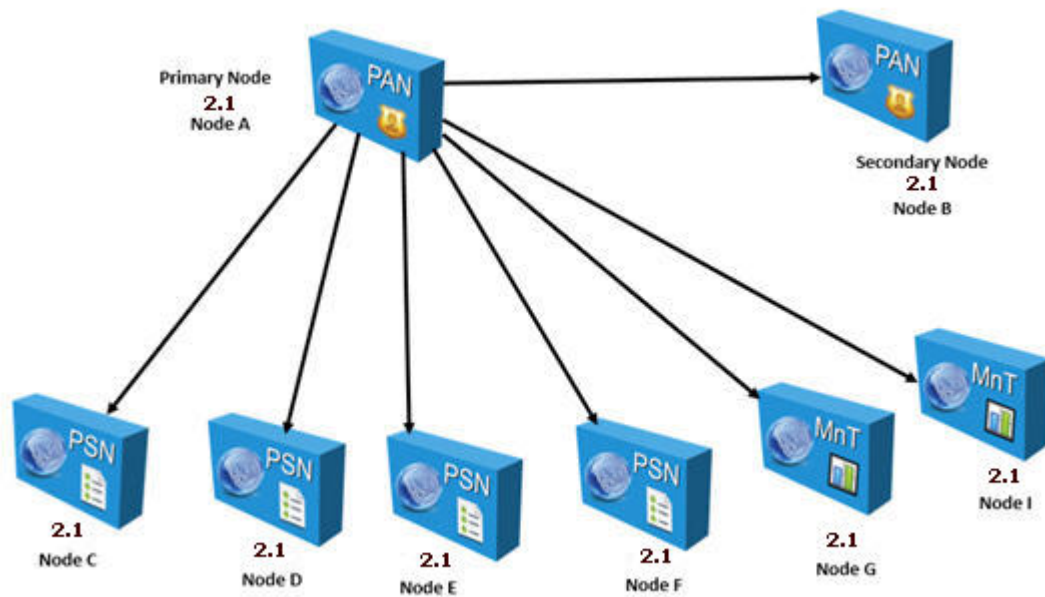 PAN
Primary Node
2.1
Node A
PAN
Secondary Node
2.1
Node B
PSN
2.1
Node C
PSN
2.1
Node D
PSN
2.1
Node E
PSN
2.1
Node F
MnT
2.1
Node G
MnT
2.1
Node I